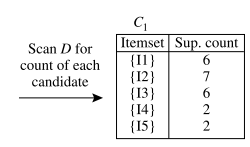 Scan D for
count of each
candidate
C1
Itemset Sup. count
{I1} 6
{I2} 7
{I3} 6
{I4} 2
{I5} 2